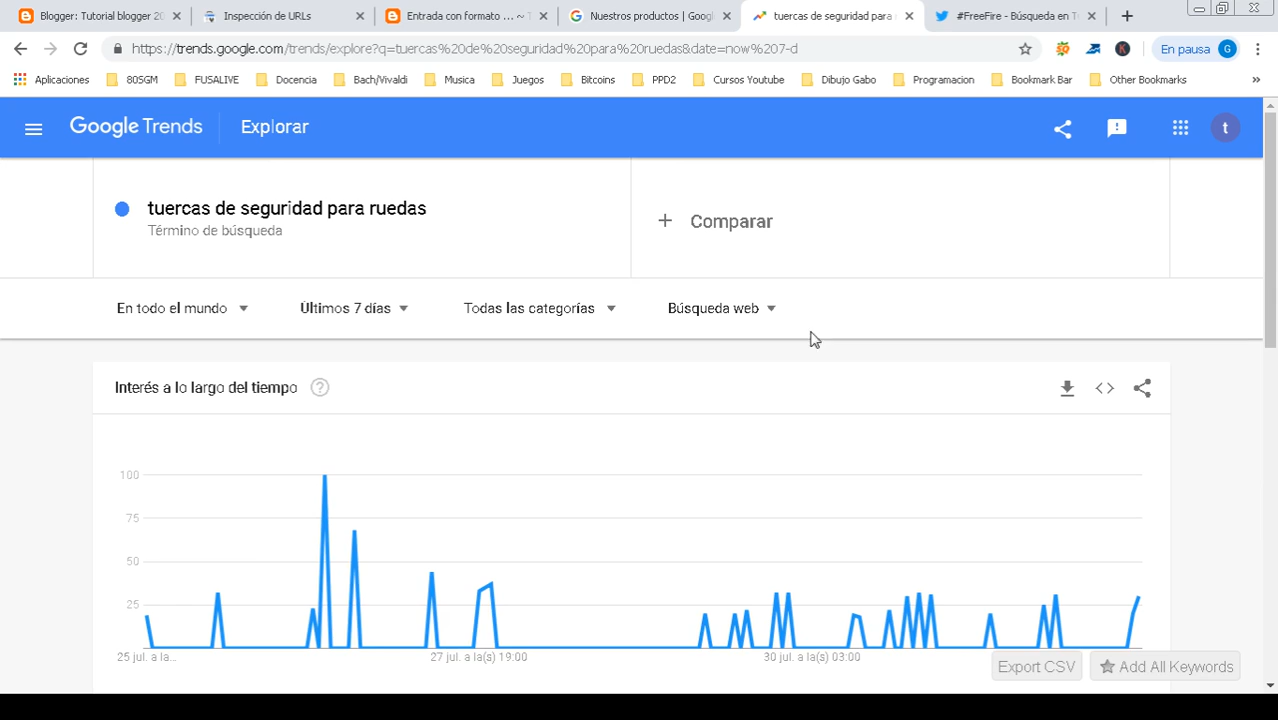 Blogger: Tutorial blogger 20
Inspección de URLs
Entrada con formato ... ~ T
Nuestros productos | Googl
tuercas de seguridad para
#FreeFire - Búsqueda en T
https://trends.google.com/trends/explore?q=tuercas%20de%20seguridad%20para%20ruedas&date=now%207-d
En pausa G
Aplicaciones 80SGM FUSALIVE Docencia Bach/Vivaldi Musica Juegos Bitcoins PPD2 Cursos Youtube Dibujo Gabo Programacion Bookmark Bar Other Bookmarks »
Google Trends Explorar t
tuercas de seguridad para ruedas
Término de búsqueda
+ Comparar
En todo el mundo Últimos 7 días Todas las categorías Búsqueda web
Interés a lo largo del tiempo ?
100
75
50
25
25 jul. a la... 27 jul. a la(s) 19:00 30 jul. a la(s) 03:00
Export CSV Add All Keywords